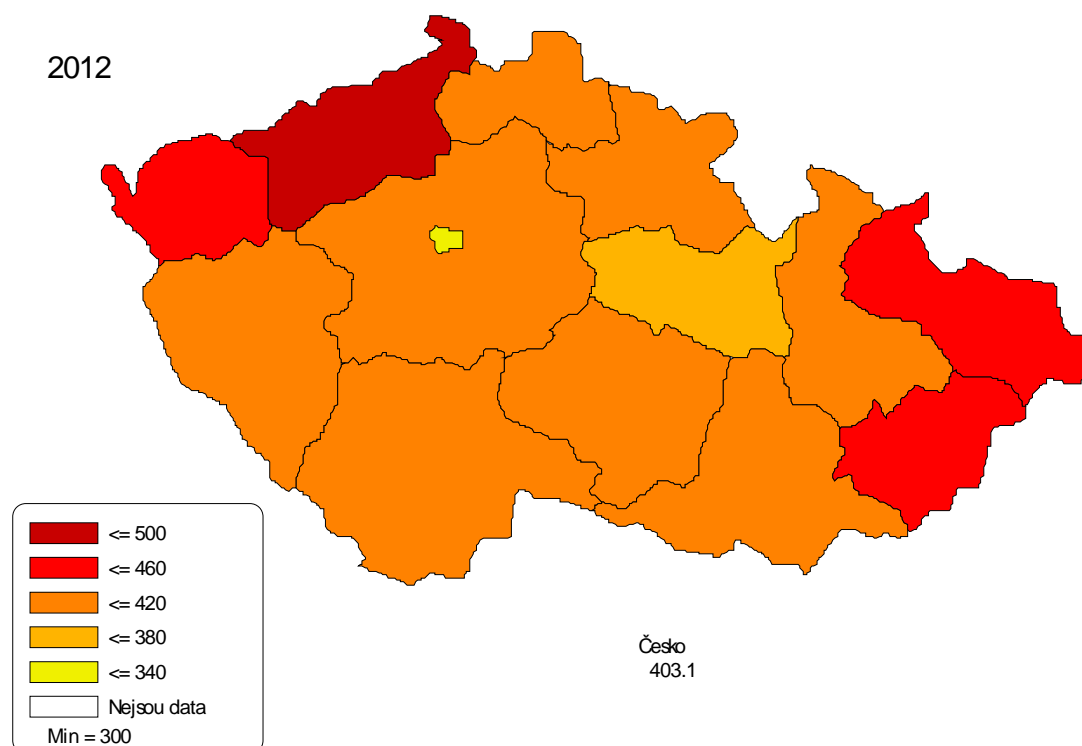 2012
<= 500
<= 460
<= 420
<= 380
<= 340
Nejsou data
Min = 300
Česko
403.1